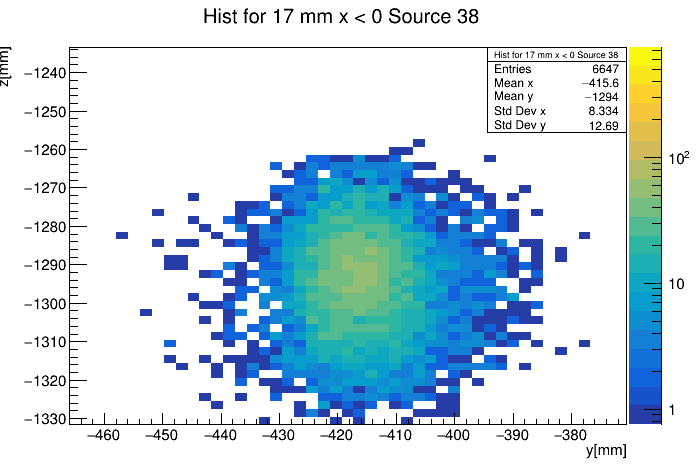 Hist for 17 mm x < 0 Source 38
z[mm]
Hist for 17 mm x < 0 Source 38
Entries 6647
Mean x −415.6
Mean y −1294
Std Dev x 8.334
Std Dev y 12.69
−1240
−1250
−1260
−1270
−1280
−1290
−1300
−1310
−1320
−1330
10²
10
1
−460 −450 −440 −430 −420 −410 −400 −390 −380
y[mm]